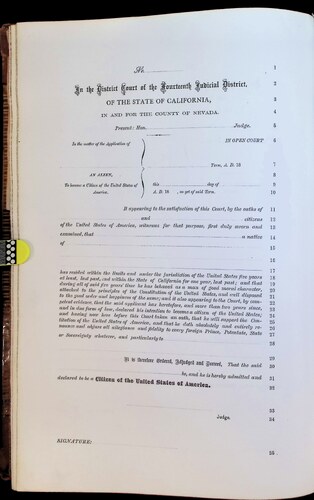 No. 1
In the District Court of the Fourteenth Judicial District, 2
OF THE STATE OF CALIFORNIA, 3
IN AND FOR THE COUNTY OF NEVADA. 4
Present: Hon. Judge. 5
In the matter of the Application of IN OPEN COURT 6
Term, A. D. 18 7
AN ALIEN, 8
To become a Citizen of the United States of this day of 9
America, A. D. 18 , as yet of said Term. 10
It appearing to the satisfaction of this Court, by the oaths of 11
and citizens 12
of the United States of America, witnesses for that purpose, first duly sworn and 13
examined, that a native 14
of 15
16
17
has resided within the limits and under the jurisdiction of the United States five years 18
at least, last past, and within the State of California for one year, last past; and that
during all of said five years' time he has behaved as a man of good moral character,
attached to the principles of the Constitution of the United States, and well disposed
to the good order and happiness of the same; and it also appearing to the Court, by com-
petent evidence, that the said applicant has heretofore, and more than two years since,
and in due form of law, declared his intention to become a citizen of the United States;
and having now here before this Court taken an oath, that he will support the Con-
stitution of the United States of America, and that he doth absolutely and entirely re-
nounce and abjure all allegiance and fidelity to every foreign Prince, Potentate, State
or Sovereignty whatever, and particularly to
It is therefore Ordered, Adjudged and Decreed, That the said
be, and he is hereby admitted and
declared to be a Citizen of the United States of America.
33
Judge. 34
SIGNATURE: 35